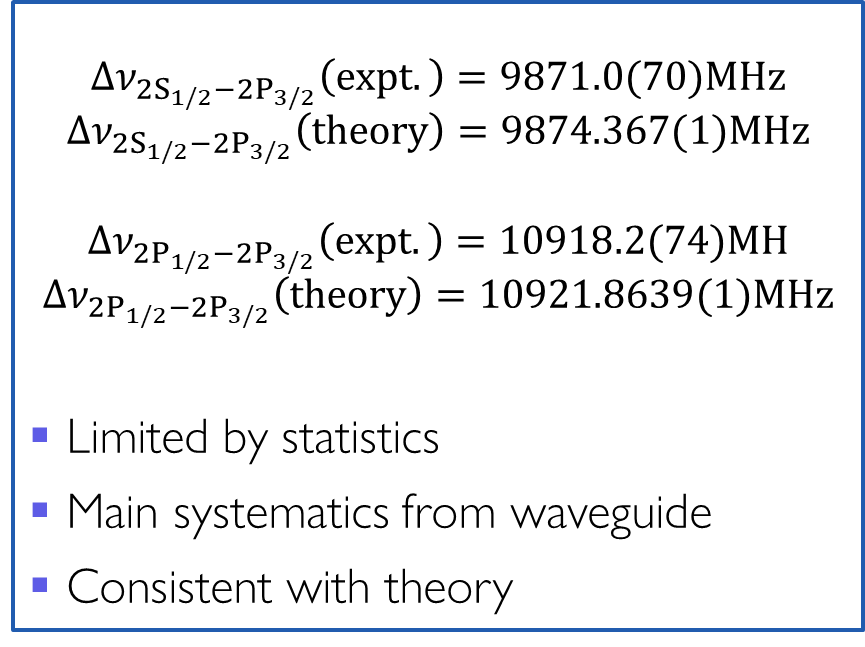 Δν2S1/2−2P3/2(expt.) = 9871.0(70)MHz
Δν2S1/2−2P3/2(theory) = 9874.367(1)MHz
Δν2P1/2−2P3/2(expt.) = 10918.2(74)MH
Δν2P1/2−2P3/2(theory) = 10921.8639(1)MHz
▪ Limited by statistics
▪ Main systematics from waveguide
▪ Consistent with theory